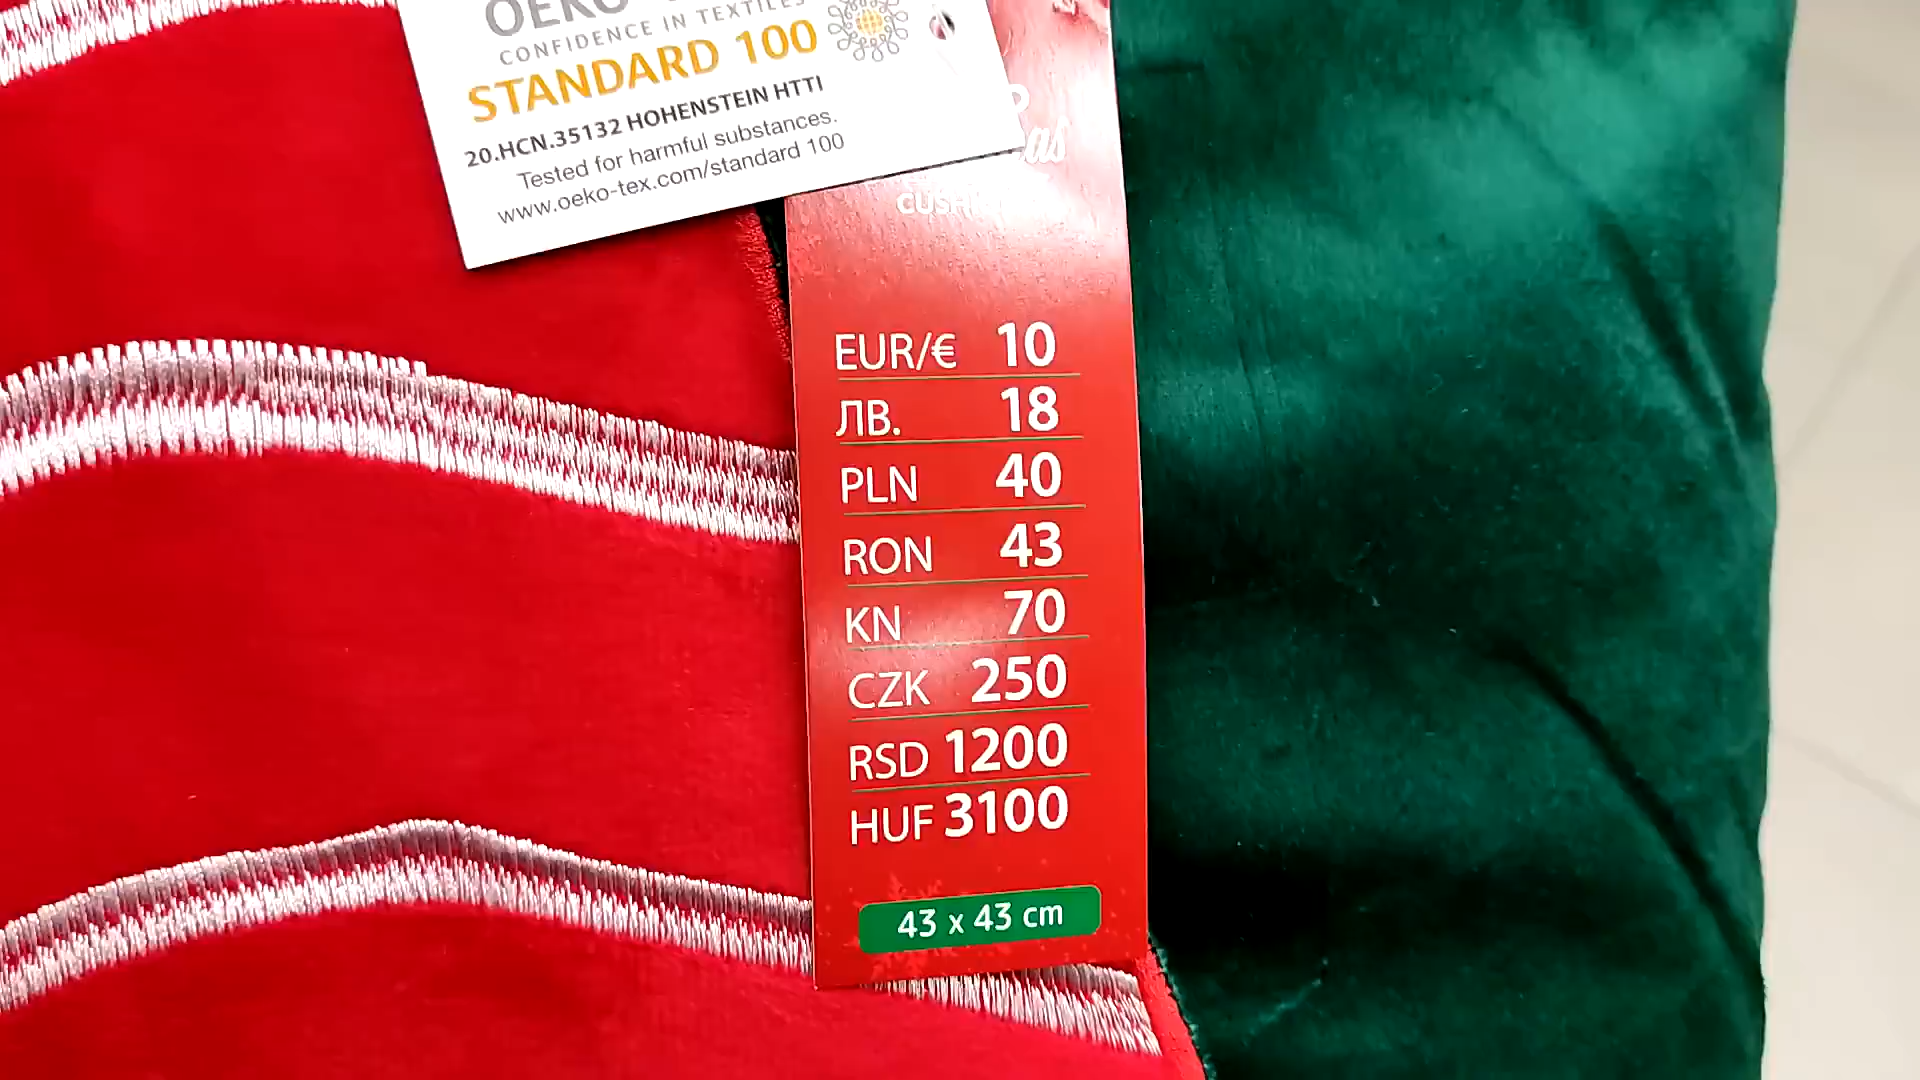 OEKO
CONFIDENCE IN TEXTILES
STANDARD 100
20.HCN.35132 HOHENSTEIN HTTI
Tested for harmful substances.
www.oeko-tex.com/standard 100
EUR/€ 10
ЛВ. 18
PLN 40
RON 43
KN 70
CZK 250
RSD 1200
HUF 3100
43 x 43 cm